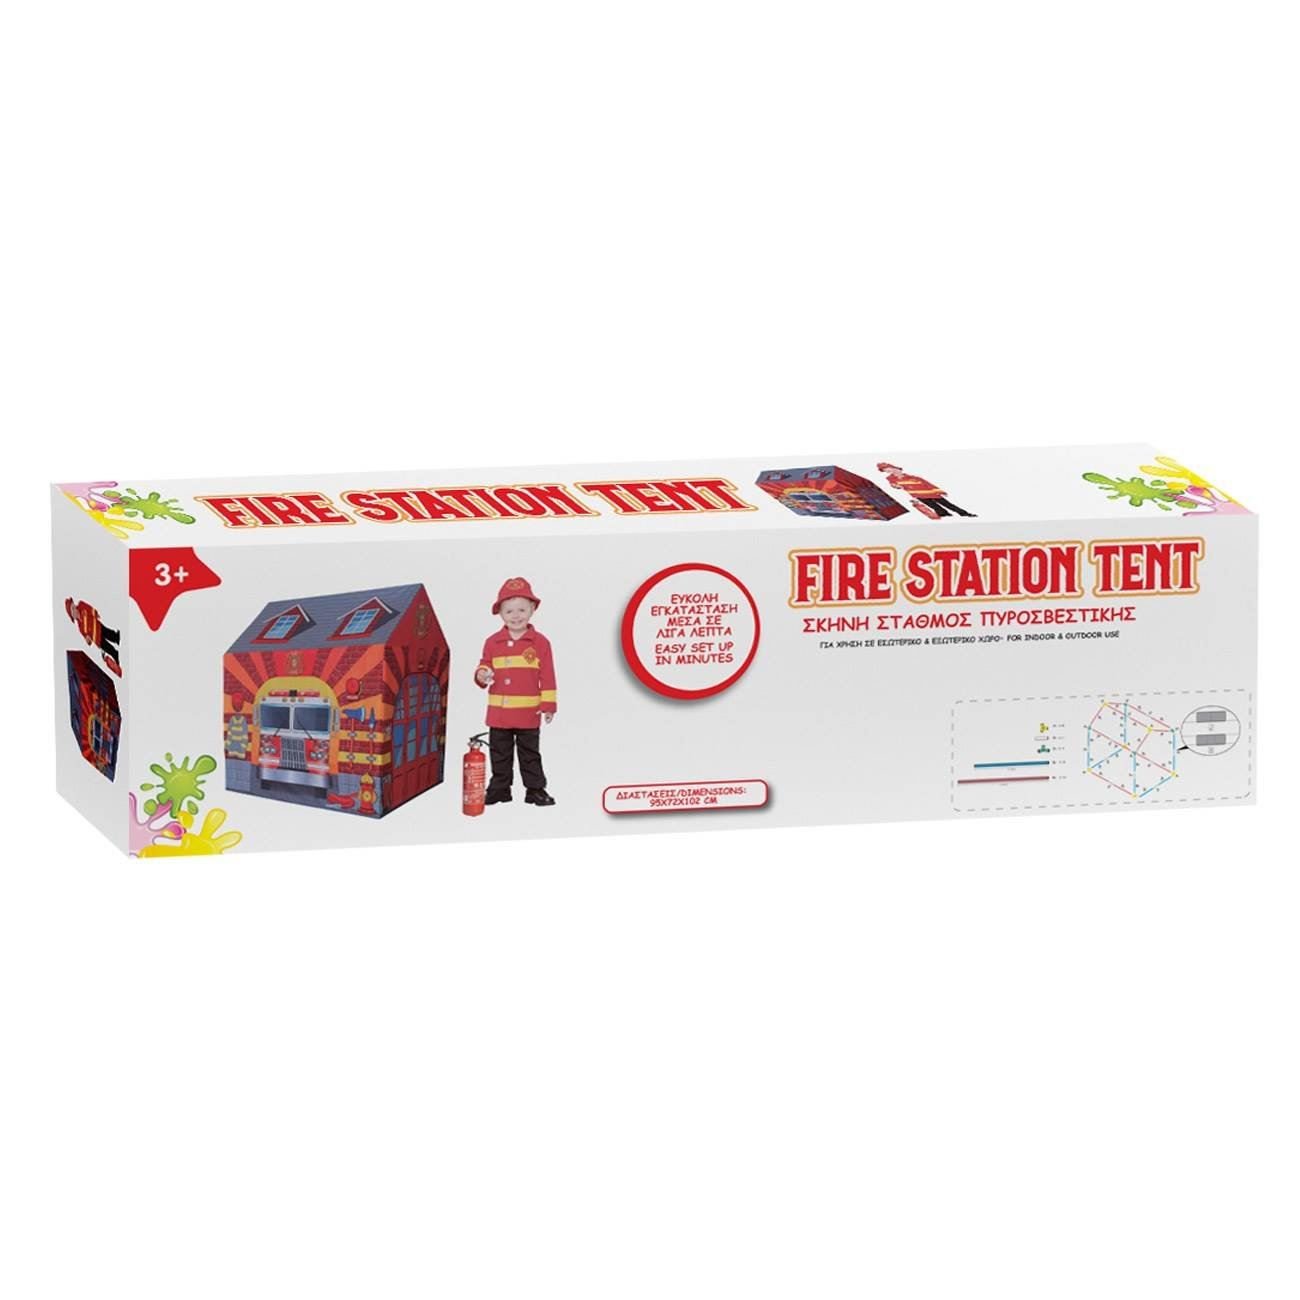 FIRE STATION TENT
3+
ΕΥΚΟΛΗ
ΕΓΚΑΤΑΣΤΑΣΗ
ΜΕΣΑ ΣΕ
ΛΙΓΑ ΛΕΠΤΑ
EASY SET UP
IN MINUTES
FIRE STATION TENT
ΣΚΗΝΗ ΣΤΑΘΜΟΣ ΠΥΡΟΣΒΕΣΤΙΚΗΣ
ΓΙΑ ΧΡΗΣΗ ΣΕ ΕΣΩΤΕΡΙΚΟ & ΕΞΩΤΕΡΙΚΟ ΧΩΡΟ- FOR INDOOR & OUTDOOR USE
ΔΙΑΣΤΑΣΕΙΣ/DIMENSIONS:
95X72X102 CM